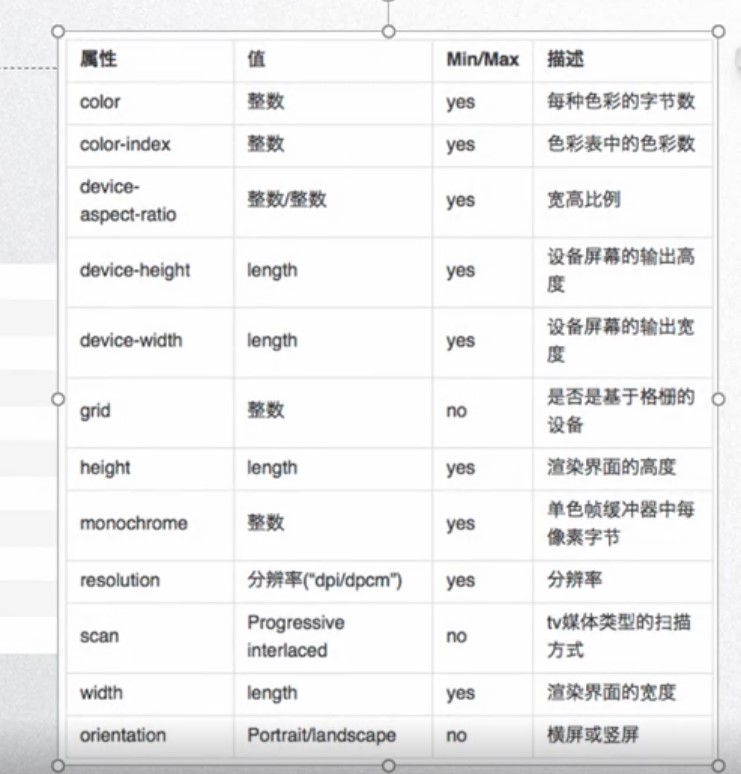 属性 值 Min/Max 描述
color 整数 yes 每种色彩的字节数
color-index 整数 yes 色彩表中的色彩数
device-
aspect-ratio 整数/整数 yes 宽高比例
device-height length yes 设备屏幕的输出高
度
device-width length yes 设备屏幕的输出宽
度
grid 整数 no 是否是基于格栅的
设备
height length yes 渲染界面的高度
monochrome 整数 yes 单色帧缓冲器中每
像素字节
resolution 分辨率(“dpi/dpcm”) yes 分辨率
scan Progressive
interlaced no tv媒体类型的扫描
方式
width length yes 渲染界面的宽度
orientation Portrait/landscape no 横屏或竖屏